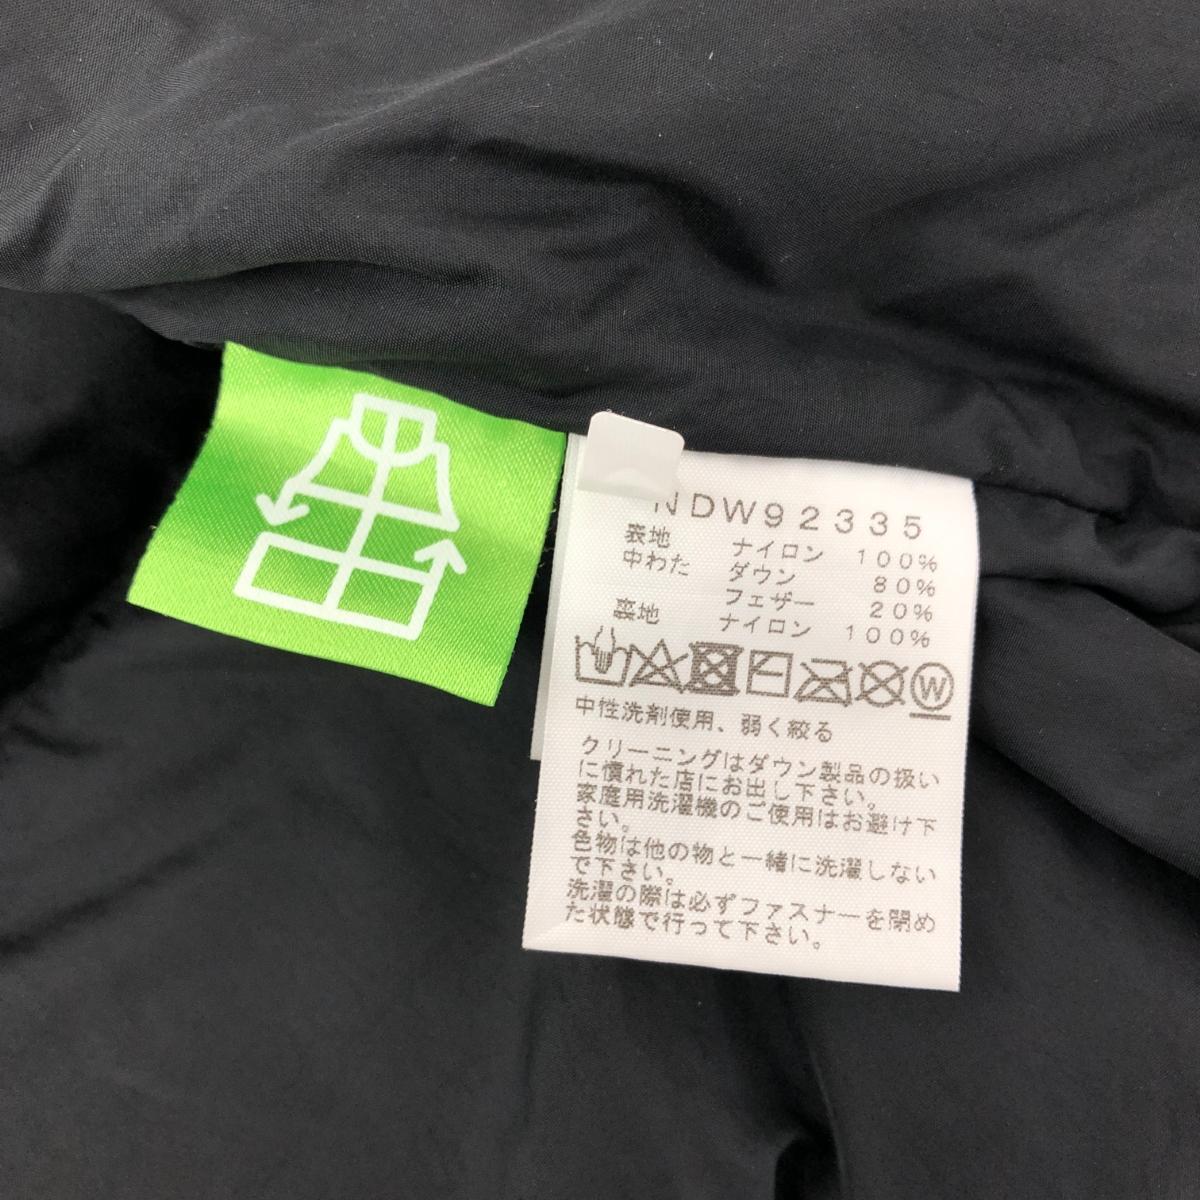 NDW92335
表地 ナイロン 100%
中わた ダウン 80%
フェザー 20%
裏地 ナイロン 100%
W
中性洗剤使用、弱く絞る
クリーニングはダウン製品の扱い
に慣れた店にお出し下さい。
家庭用洗濯機のご使用はお避け下
さい。
色物は他の物と一緒に洗濯しない
で下さい。
洗濯の際は必ずファスナーを閉め
た状態で行って下さい。